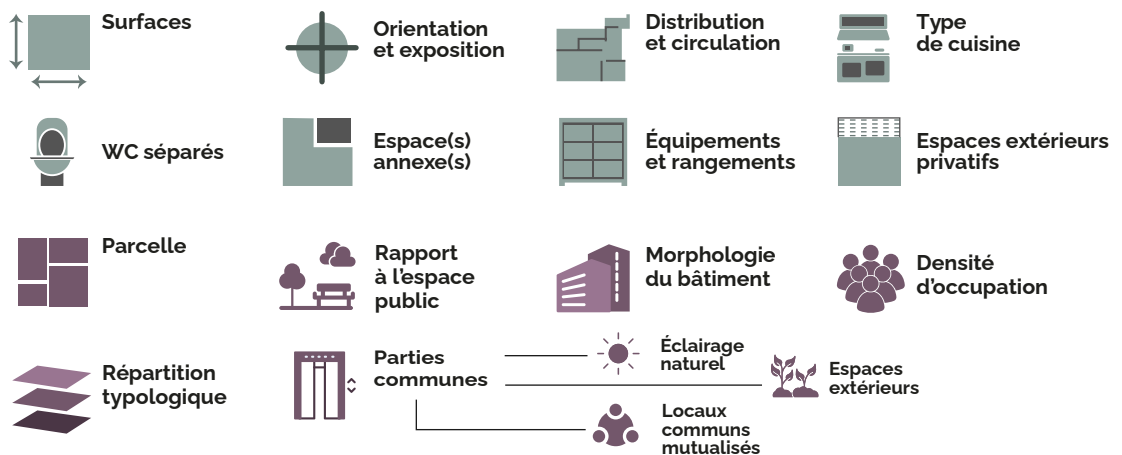 Surfaces
Orientation
et exposition
Distribution
et circulation
Type
de cuisine
WC séparés
Espace(s)
annexe(s)
Équipements
et rangements
Espaces extérieurs
privatifs
Parcelle
Rapport
à l'espace
public
Morphologie
du bâtiment
Densité
d'occupation
Répartition
typologique
Parties
communes
Éclairage
naturel
Espaces
extérieurs
Locaux
communs
mutualisés